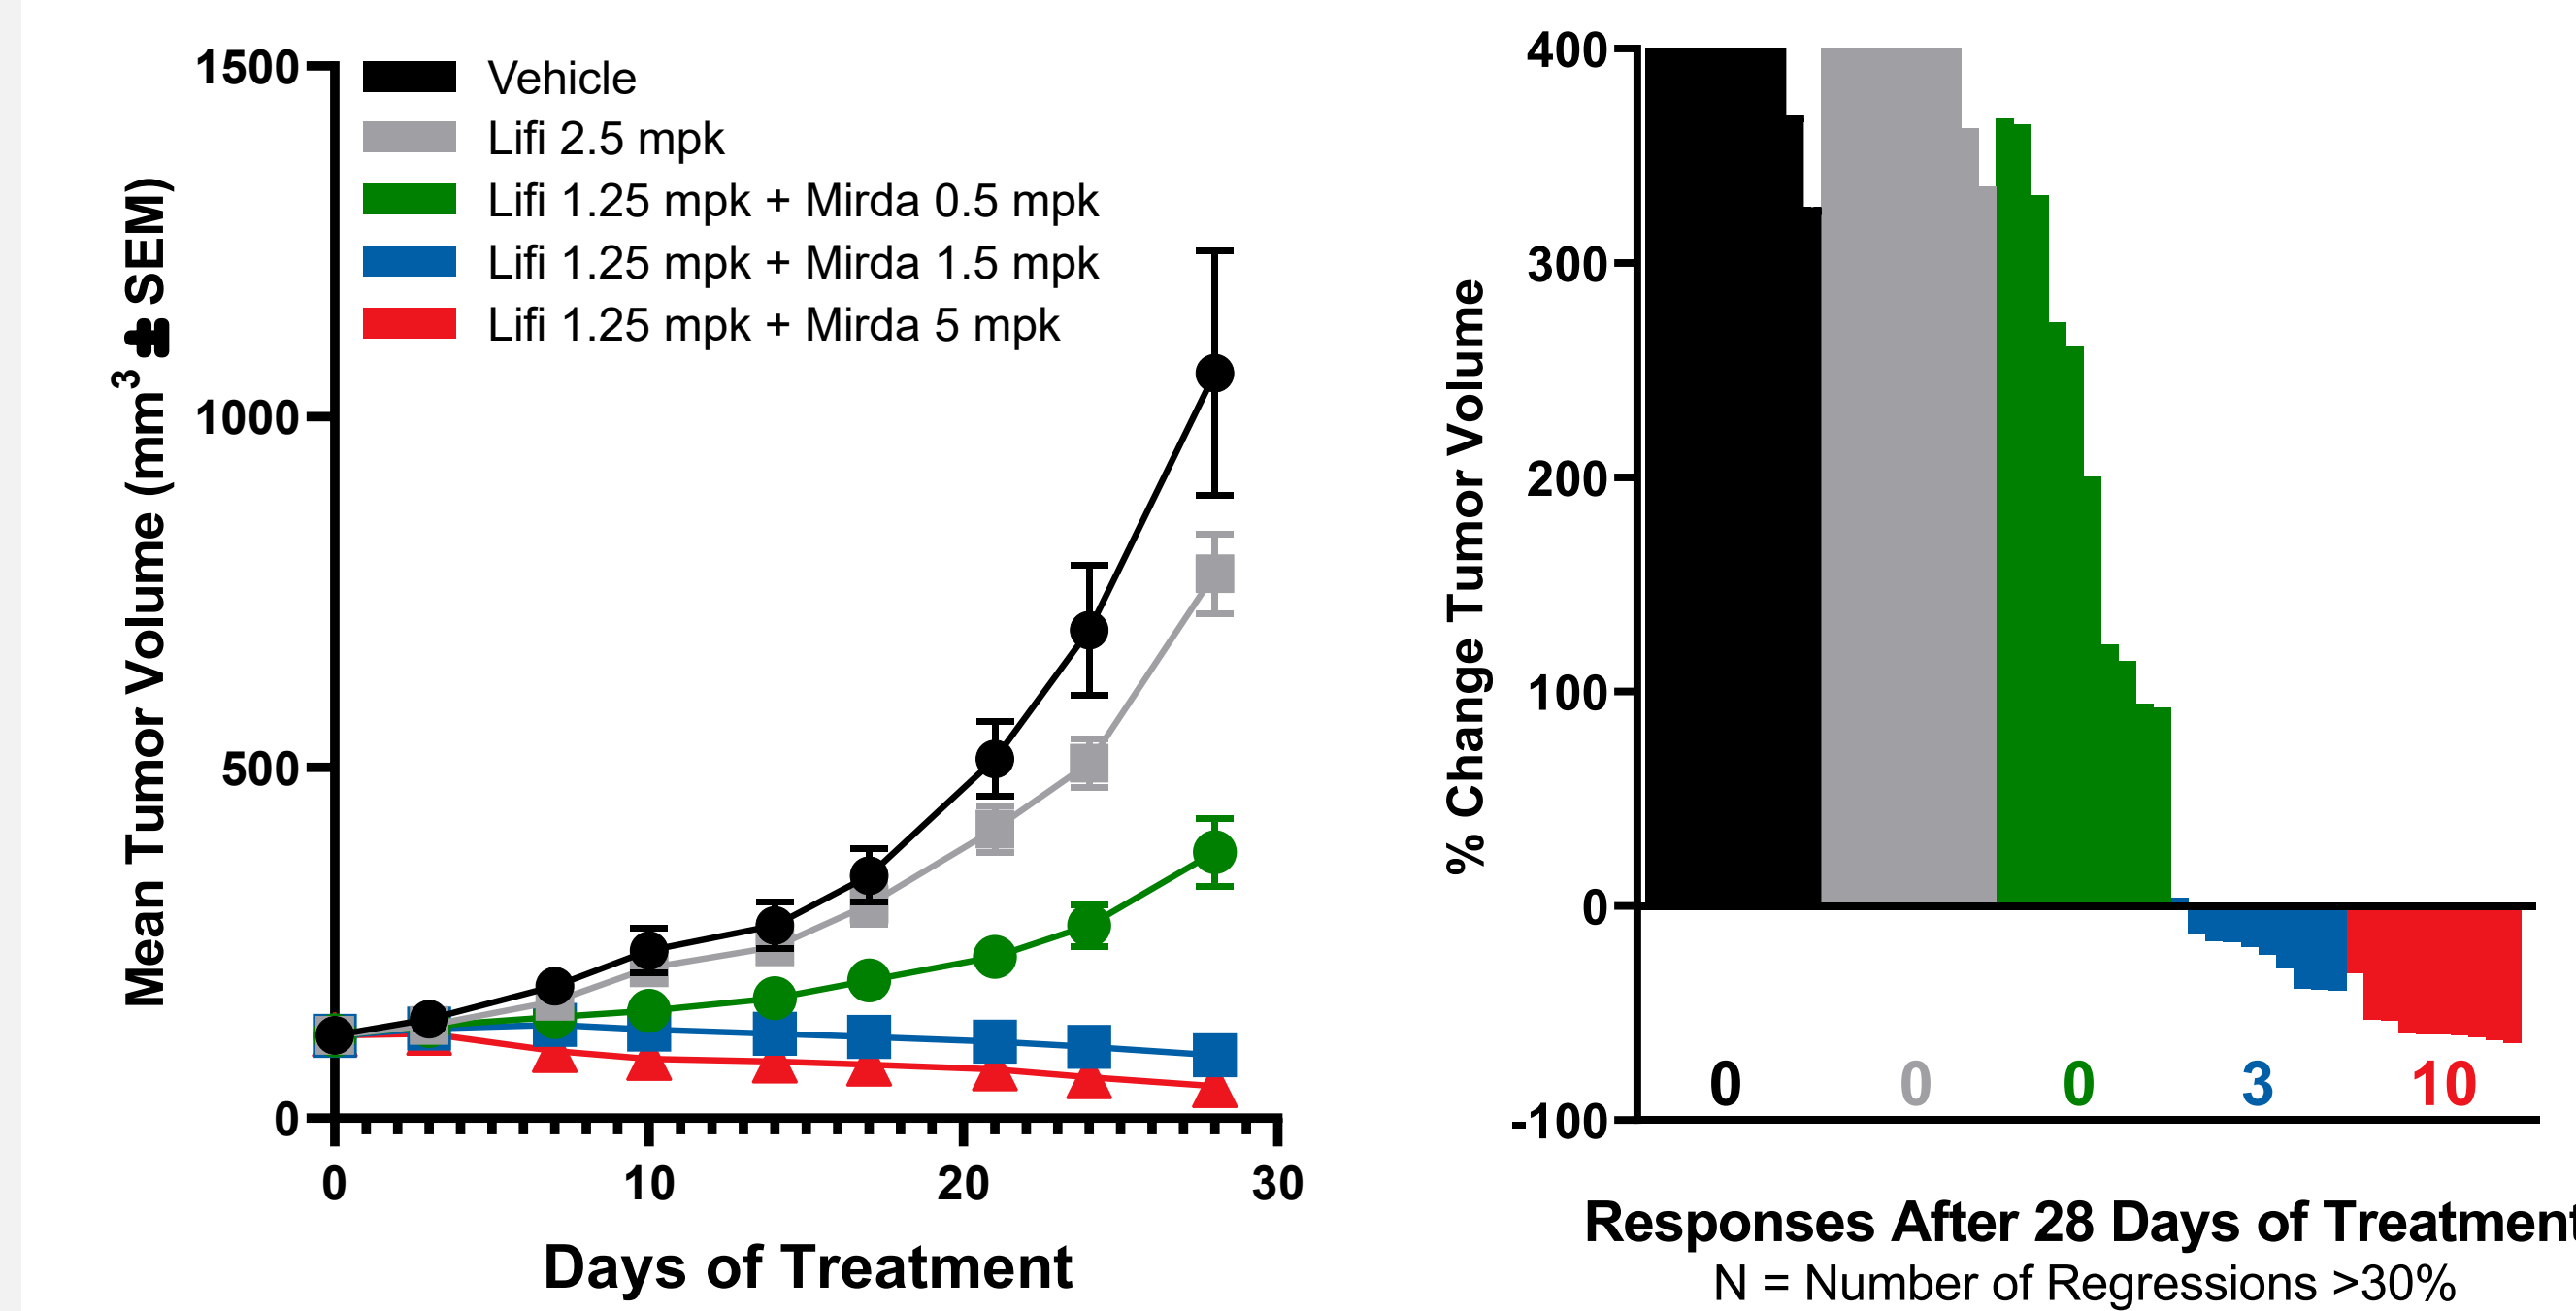 1500
1000
500
0
Mean Tumor Volume (mm3 ± SEM)
Vehicle
Lifi 2.5 mpk
Lifi 1.25 mpk + Mirda 0.5 mpk
Lifi 1.25 mpk + Mirda 1.5 mpk
Lifi 1.25 mpk + Mirda 5 mpk
0 10 20 30
Days of Treatment
400
300
200
100
0
-100
% Change Tumor Volume
0 0 0 3 10
Responses After 28 Days of Treatment
N = Number of Regressions >30%